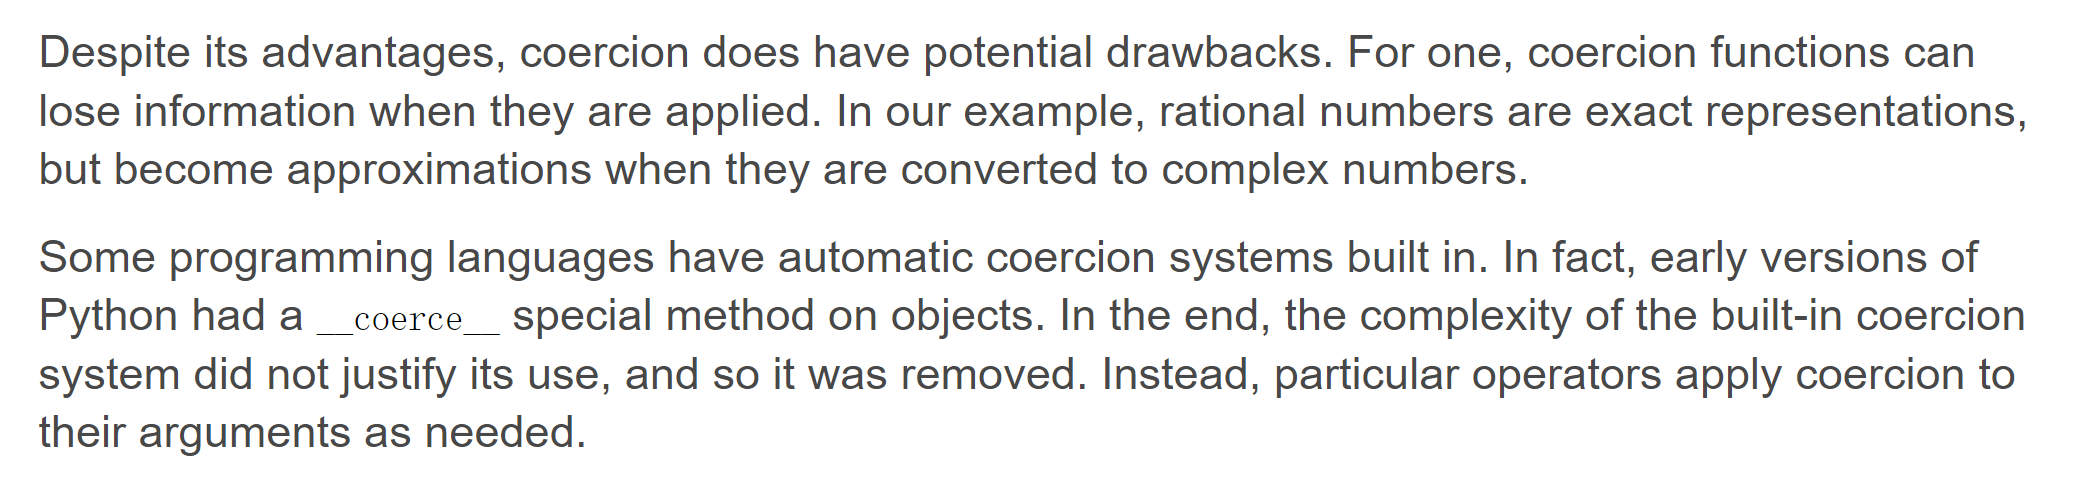 Despite its advantages, coercion does have potential drawbacks. For one, coercion functions can
lose information when they are applied. In our example, rational numbers are exact representations,
but become approximations when they are converted to complex numbers.
Some programming languages have automatic coercion systems built in. In fact, early versions of
Python had a __coerce__ special method on objects. In the end, the complexity of the built-in coercion
system did not justify its use, and so it was removed. Instead, particular operators apply coercion to
their arguments as needed.